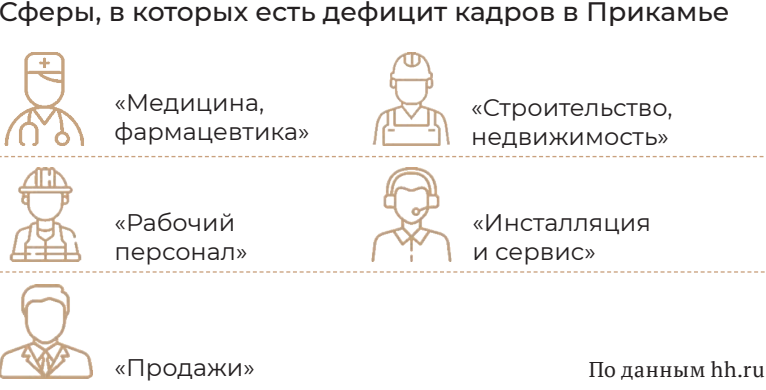 Сферы, в которых есть дефицит кадров в Прикамье
«Медицина,
фармацевтика»
«Строительство,
недвижимость»
«Рабочий
персонал»
«Инсталляция
и сервис»
«Продажи»
По данным hh.ru